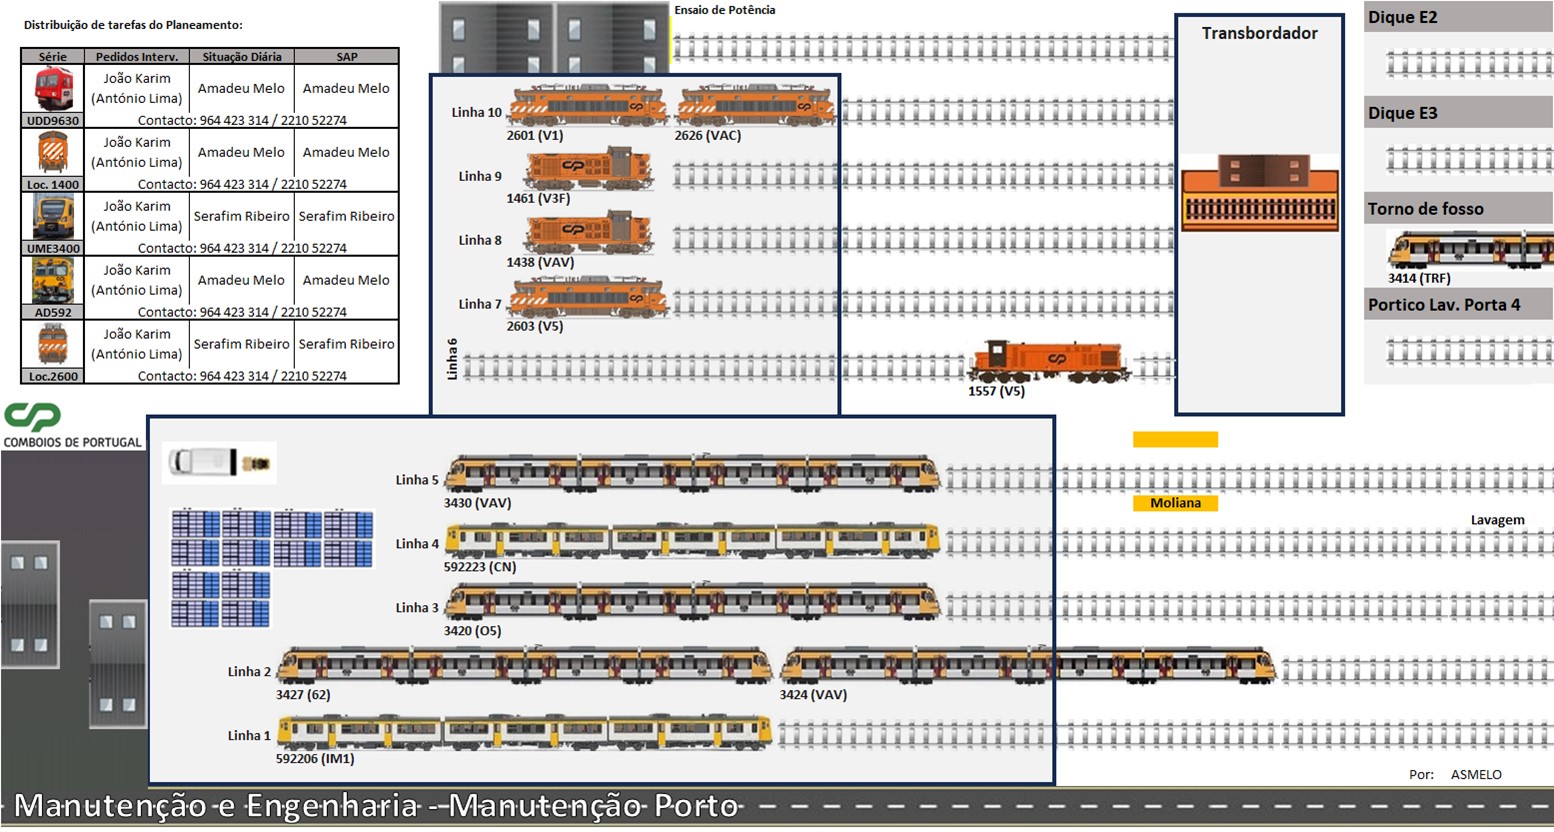 Distribuição de tarefas do Planeamento:
Série Pedidos Interv. Situação Diária SAP
UDD9630 João Karim (António Lima) Amadeu Melo Amadeu Melo
Contacto: 964 423 314 / 2210 52274
Loc. 1400 João Karim (António Lima) Amadeu Melo Amadeu Melo
Contacto: 964 423 314 / 2210 52274
UME3400 João Karim (António Lima) Serafim Ribeiro Serafim Ribeiro
Contacto: 964 423 314 / 2210 52274
AD592 João Karim (António Lima) Amadeu Melo Amadeu Melo
Contacto: 964 423 314 / 2210 52274
Loc.2600 João Karim (António Lima) Serafim Ribeiro Serafim Ribeiro
Contacto: 964 423 314 / 2210 52274
CP
COMBOIOS DE PORTUGAL
Ensaio de Potência
Linha 10
2601 (V1)
2626 (VAC)
Linha 9
1461 (V3F)
Linha 8
1438 (VAV)
Linha 7
2603 (V5)
Linha 6
1557 (V5)
Transbordador
Dique E2
Dique E3
Torno de fosso
3414 (TRF)
Portico Lav. Porta 4
Linha 5
3430 (VAV)
Moliana
Lavagem
Linha 4
592223 (CN)
Linha 3
3420 (O5)
Linha 2
3427 (62)
3424 (VAV)
Linha 1
592206 (IM1)
Por: ASMELO
Manutenção e Engenharia - Manutenção Porto